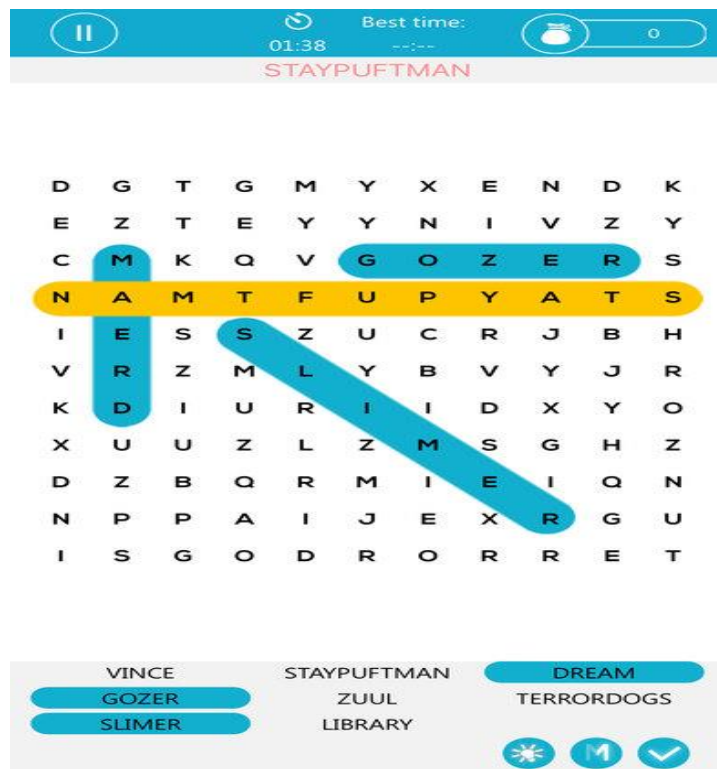 Best time:
01:38 --:-- 0
STAYPUFTMAN
D G T G M Y X E N D K
E Z T E Y Y N I V Z Y
C M K Q V G O Z E R S
N A M T F U P Y A T S
I E S S Z U C R J B H
V R Z M L Y B V Y J R
K D I U R I I D X Y O
X U U Z L Z M S G H Z
D Z B Q R M I E I Q N
N P P A I J E X R G U
I S G O D R O R R E T
VINCE STAYPUFTMAN DREAM
GOZER ZUUL TERRORDOGS
SLIMER LIBRARY
M